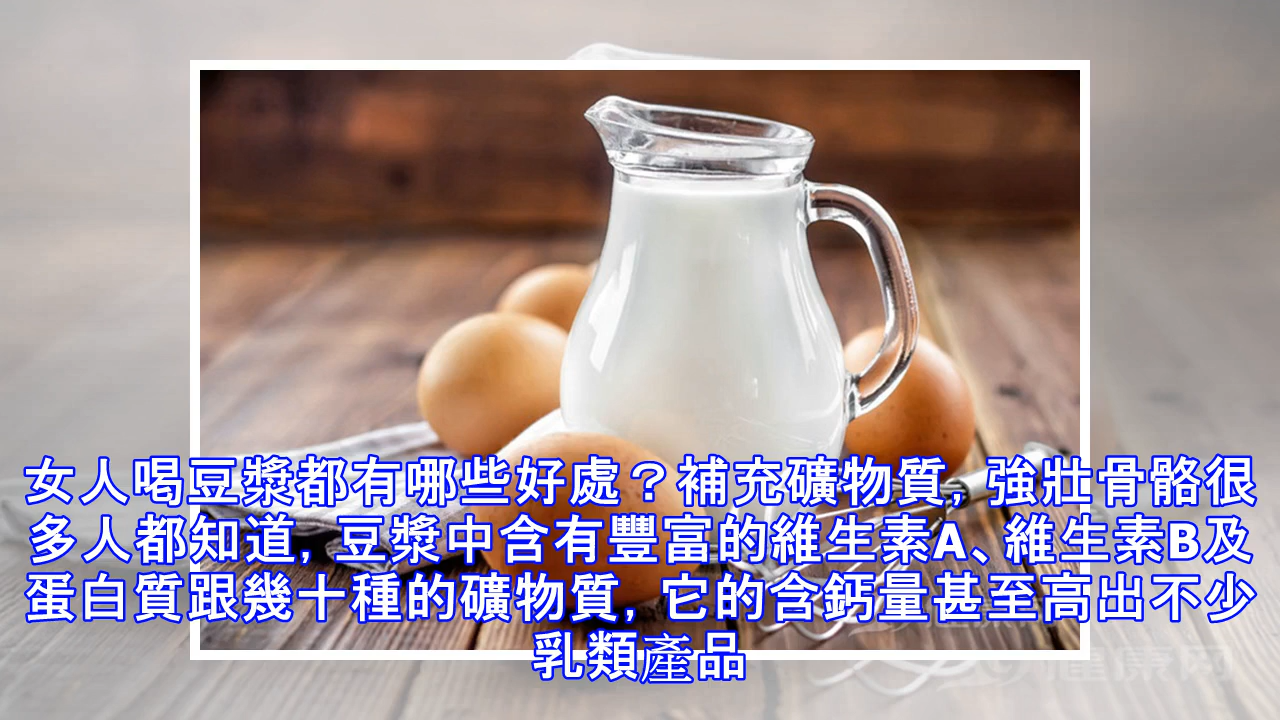 女人喝豆漿都有哪些好處？補充礦物質，強壯骨骼很
多人都知道，豆漿中含有豐富的維生素A、維生素B及
蛋白質跟幾十種的礦物質，它的含鈣量甚至高出不少
乳類產品